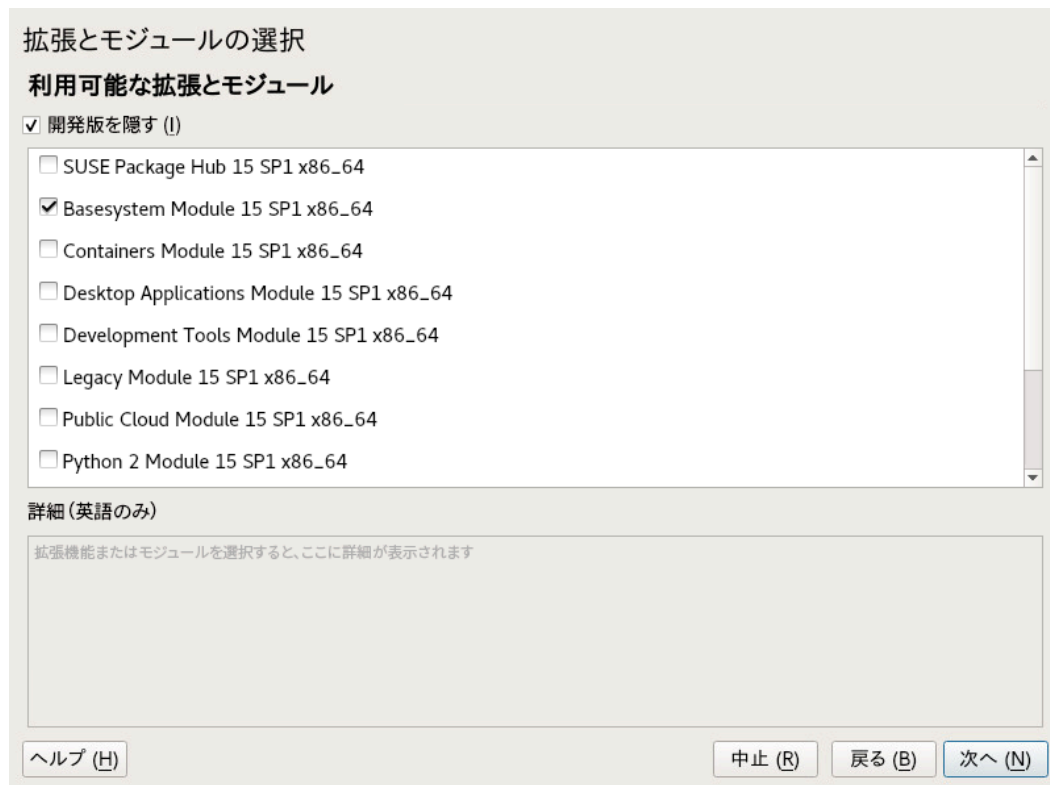 拡張とモジュールの選択
利用可能な拡張とモジュール
開発版を隠す (I)
SUSE Package Hub 15 SP1 x86_64
Basesystem Module 15 SP1 x86_64
Containers Module 15 SP1 x86_64
Desktop Applications Module 15 SP1 x86_64
Development Tools Module 15 SP1 x86_64
Legacy Module 15 SP1 x86_64
Public Cloud Module 15 SP1 x86_64
Python 2 Module 15 SP1 x86_64
詳細(英語のみ)
拡張機能またはモジュールを選択すると、ここに詳細が表示されます
ヘルプ (H) 中止 (R) 戻る (B) 次へ (N)